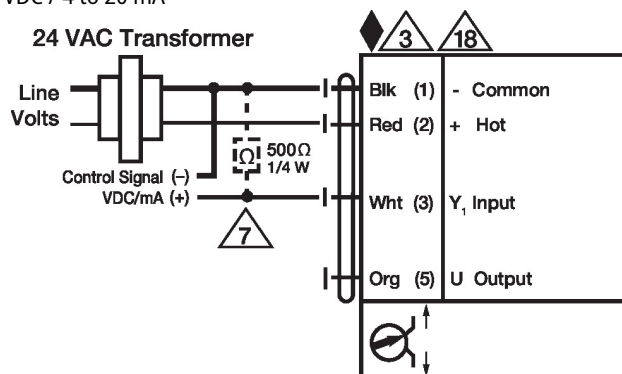 VDC / 4 to 20 mA
24 VAC Transformer
3
18
Line
Volts
Blk (1) - Common
Red (2) + Hot
Ω
500Ω
1/4 W
Control Signal (–)
VDC/mA (+)
Wht (3) Y₁ Input
7
Org (5) U Output